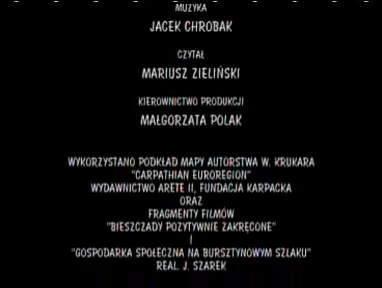 MUZYKA
JACEK CHROBAK
CZYTAŁ
MARIUSZ ZIELIŃSKI
KIEROWNICTWO PRODUKCJI
MAŁGORZATA POLAK
WYKORZYSTANO PODKŁAD MAPY AUTORSTWA W. KRUKARA
"CARPATHIAN EUROREGION"
WYDAWNICTWO ARETE II, FUNDACJA KARPACKA
ORAZ
FRAGMENTY FILMÓW
"BIESZCZADY POZYTYWNIE ZAKRĘCONE"
I
"GOSPODARKA SPOŁECZNA NA BURSZTYNOWYM SZLAKU"
REAL. J. SZAREK